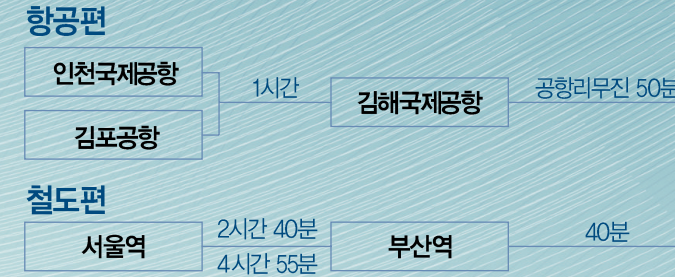 항공편
인천국제공항
김포공항
1시간
김해국제공항
공항리무진 50분
철도편
서울역
2시간 40분
4시간 55분
부산역
40분